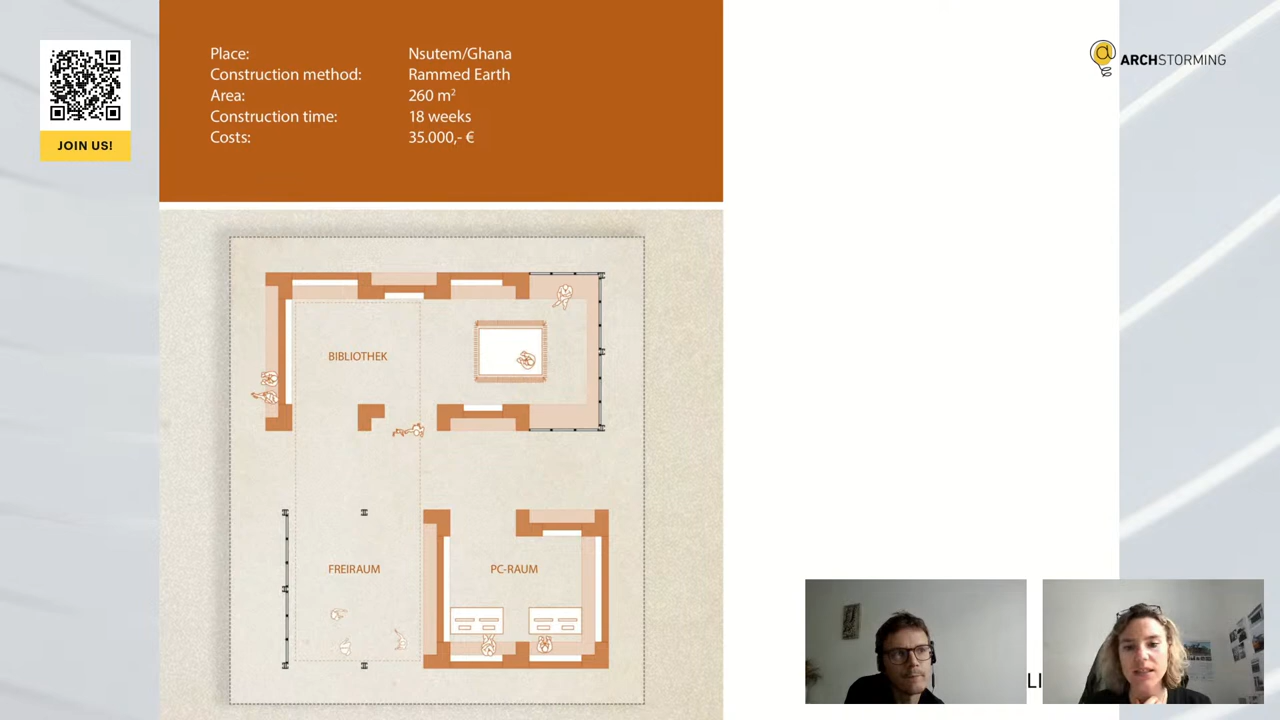 Place: Nsutem/Ghana
Construction method: Rammed Earth
Area: 260 m²
Construction time: 18 weeks
Costs: 35.000,- €
JOIN US!
ARCHSTORMING
BIBLIOTHEK
FREIRAUM
PC-RAUM
LI